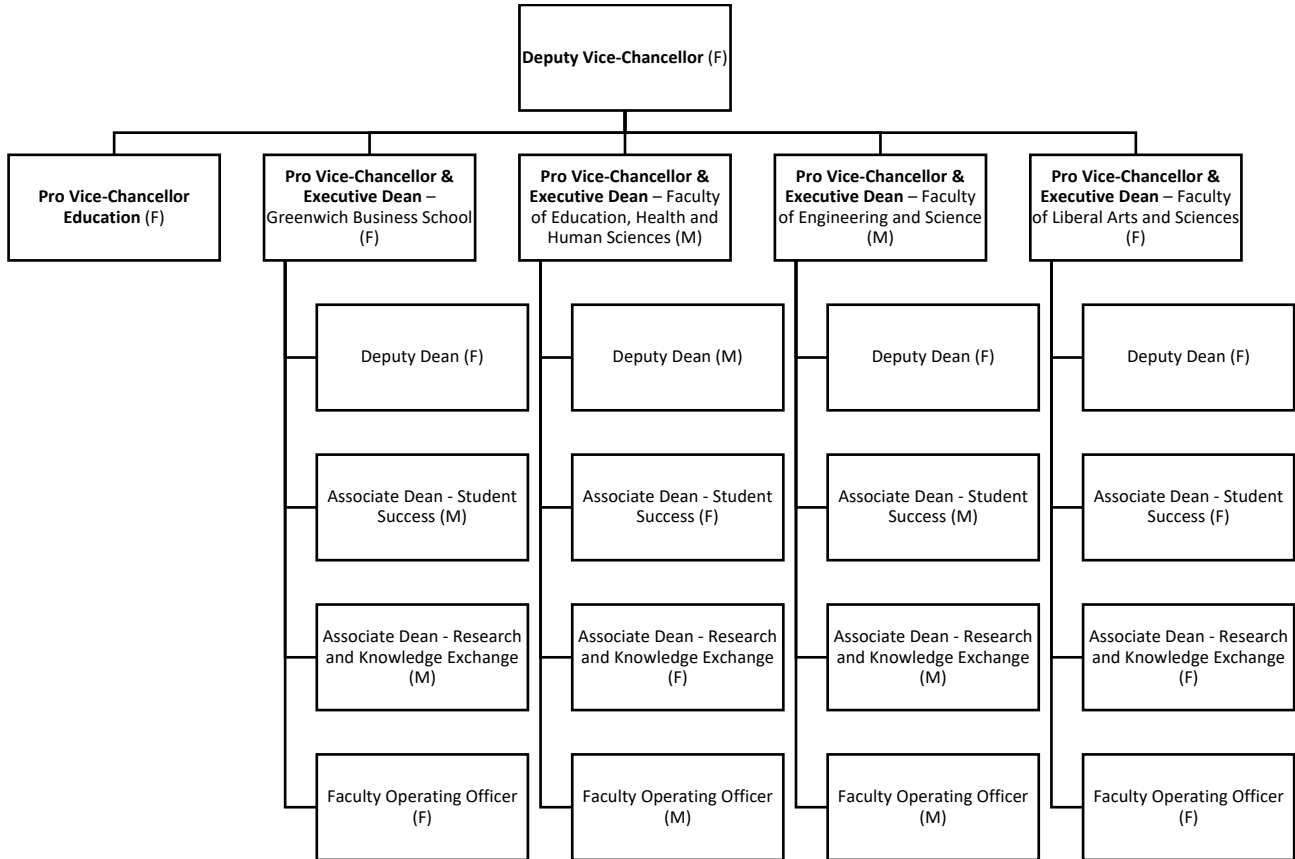 Deputy Vice-Chancellor (F)
Pro Vice-Chancellor
Education (F)
Pro Vice-Chancellor &
Executive Dean –
Greenwich Business School
(F)
Pro Vice-Chancellor &
Executive Dean – Faculty
of Education, Health and
Human Sciences (M)
Pro Vice-Chancellor &
Executive Dean – Faculty
of Engineering and Science
(M)
Pro Vice-Chancellor &
Executive Dean – Faculty
of Liberal Arts and Sciences
(F)
Deputy Dean (F)
Deputy Dean (M)
Deputy Dean (F)
Deputy Dean (F)
Associate Dean - Student
Success (M)
Associate Dean - Student
Success (F)
Associate Dean - Student
Success (M)
Associate Dean - Student
Success (F)
Associate Dean - Research
and Knowledge Exchange
(M)
Associate Dean - Research
and Knowledge Exchange
(F)
Associate Dean - Research
and Knowledge Exchange
(M)
Associate Dean - Research
and Knowledge Exchange
(F)
Faculty Operating Officer
(F)
Faculty Operating Officer
(M)
Faculty Operating Officer
(M)
Faculty Operating Officer
(F)